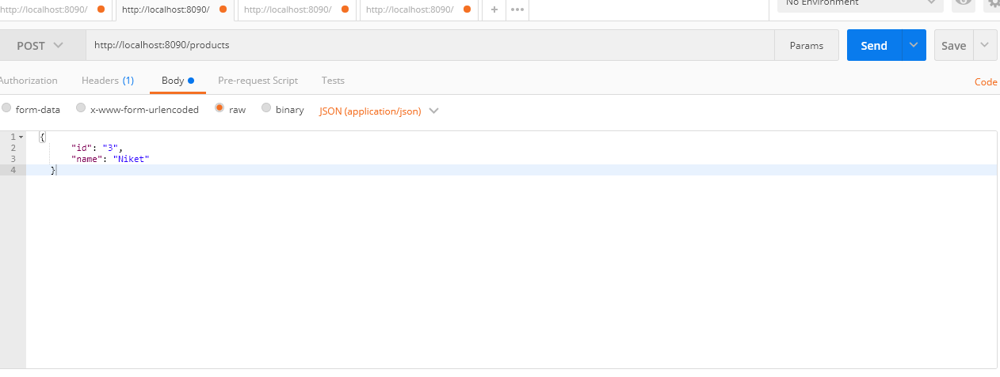 http://localhost:8090/ http://localhost:8090/ http://localhost:8090/ http://localhost:8090/ + No Environment
POST http://localhost:8090/products Params Send Save
Authorization Headers (1) Body Pre-request Script Tests Code
form-data x-www-form-urlencoded raw binary JSON (application/json)
1 {
2 "id": "3",
3 "name": "Niket"
4 }